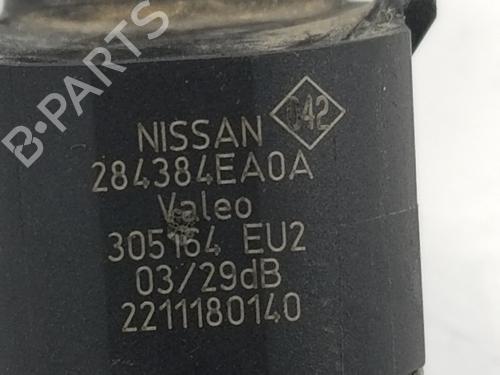 B-PARTS
042
NISSAN
284384EA0A
Valeo
305164 EU2
03/29dB
2211180140